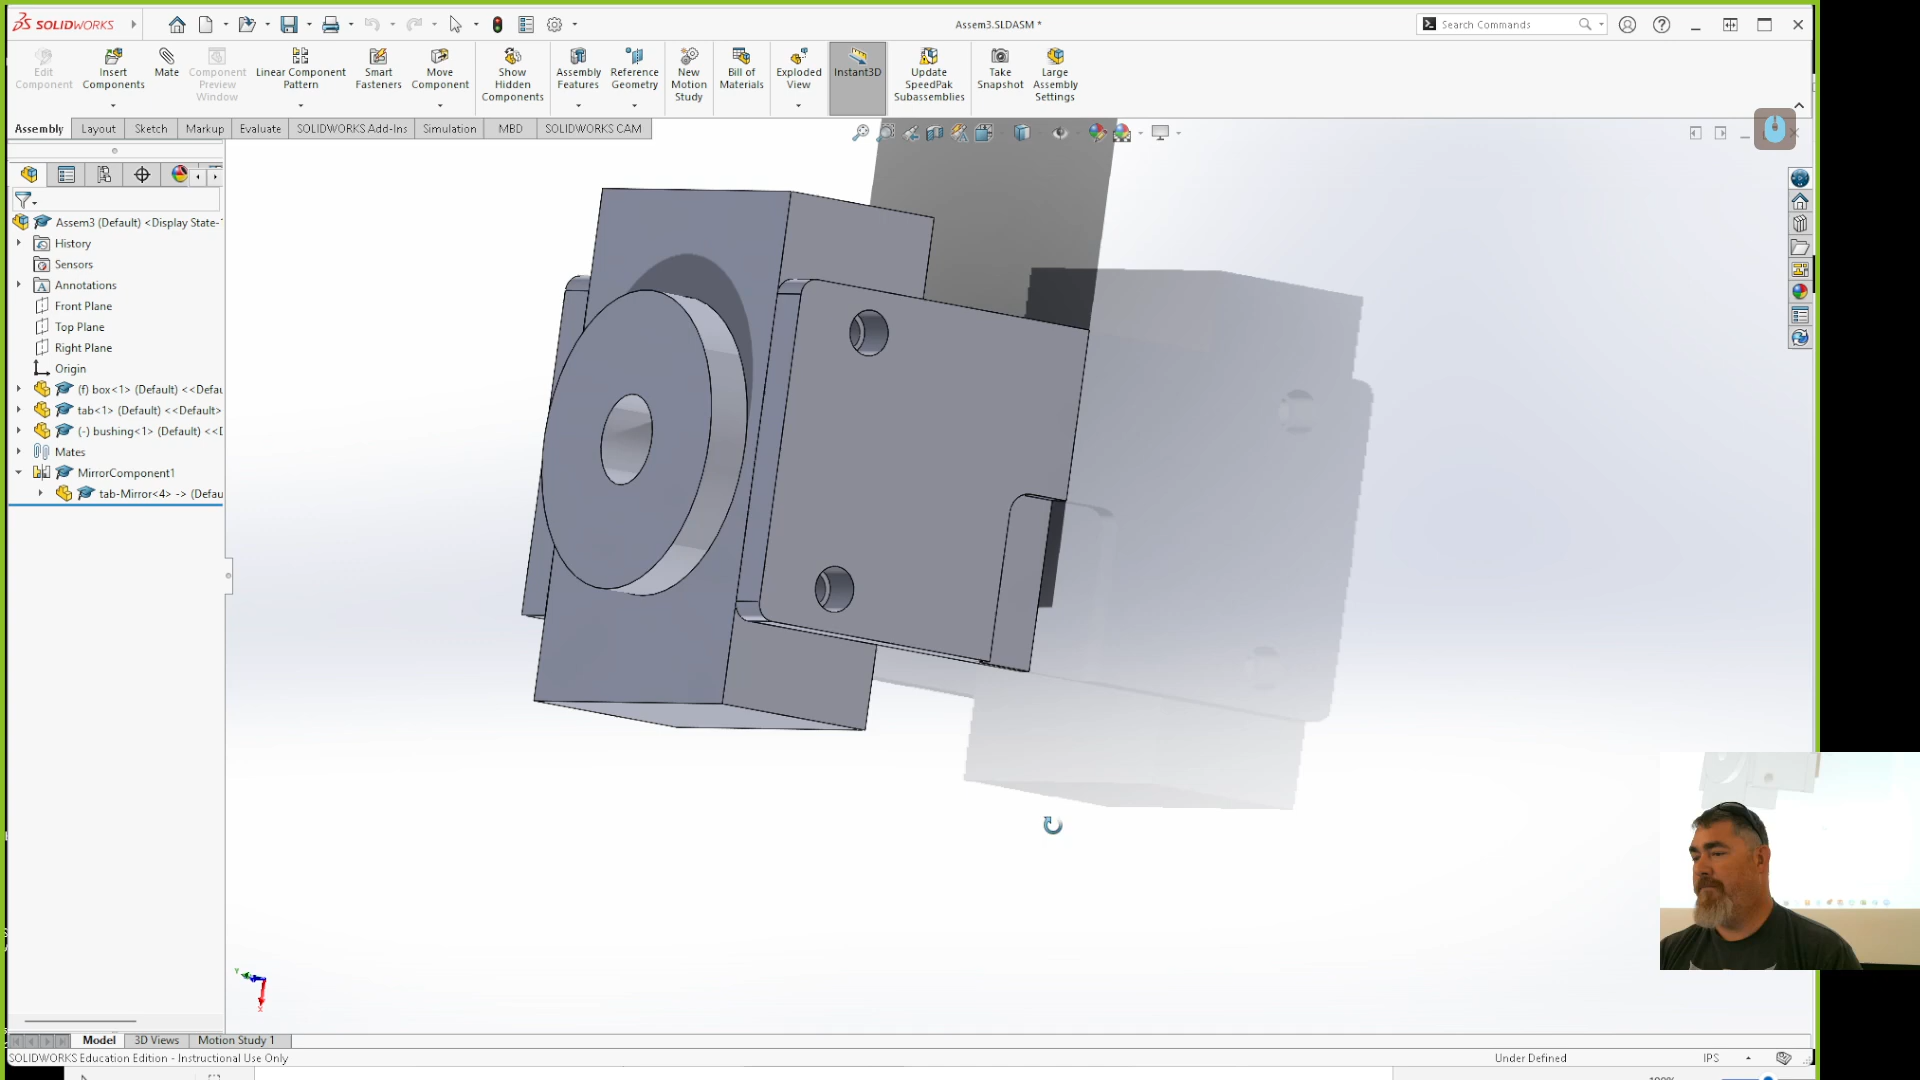 SOLIDWORKS
Assem3.SLDASM *
Search Commands
Edit Component
Insert Components
Mate
Component Preview Window
Linear Component Pattern
Smart Fasteners
Move Component
Show Hidden Components
Assembly Features
Reference Geometry
New Motion Study
Bill of Materials
Exploded View
Instant3D
Update SpeedPak Subassemblies
Take Snapshot
Large Assembly Settings
Assembly
Layout
Sketch
Markup
Evaluate
SOLIDWORKS Add-Ins
Simulation
MBD
SOLIDWORKS CAM
Assem3 (Default) <Display State-
History
Sensors
Annotations
Front Plane
Top Plane
Right Plane
Origin
(f) box<1> (Default) <<Defau
tab<1> (Default) <<Default>
(-) bushing<1> (Default) <<D
Mates
MirrorComponent1
tab-Mirror<4> -> (Defau
Y
X
Model
3D Views
Motion Study 1
SOLIDWORKS Education Edition - Instructional Use Only
Under Defined
IPS